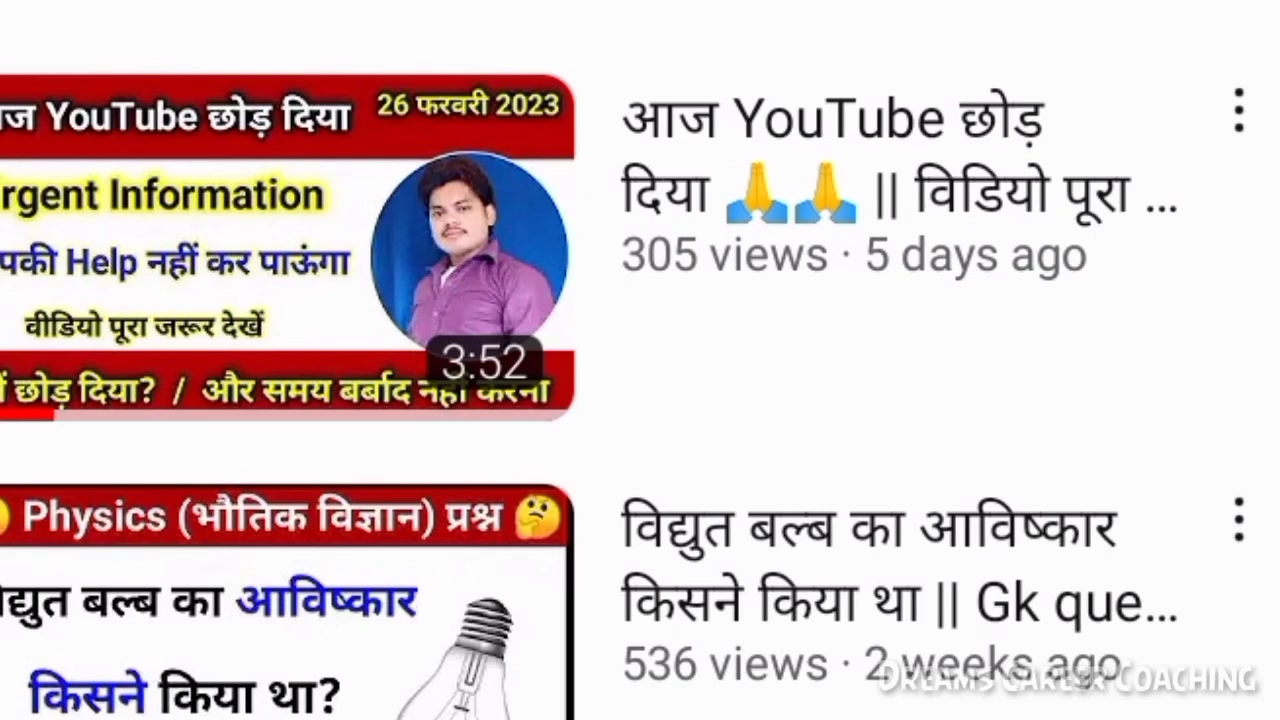 YouTube छोड़ दिया 26 फरवरी 2023
Information
Help नहीं कर पाऊंगा
वीडियो पूरा जरूर देखें
3:52
छोड़ दिया? / और समय बर्बाद नहीं करना
आज YouTube छोड़
दिया 🙏🙏 || विडियो पूरा ...
305 views · 5 days ago
Physics (भौतिक विज्ञान) प्रश्न 🤔
बल्ब का आविष्कार
किसने किया था?
विद्युत बल्ब का आविष्कार
किसने किया था || Gk que...
536 views · 2 weeks ago
DREAMS CAREER COACHING